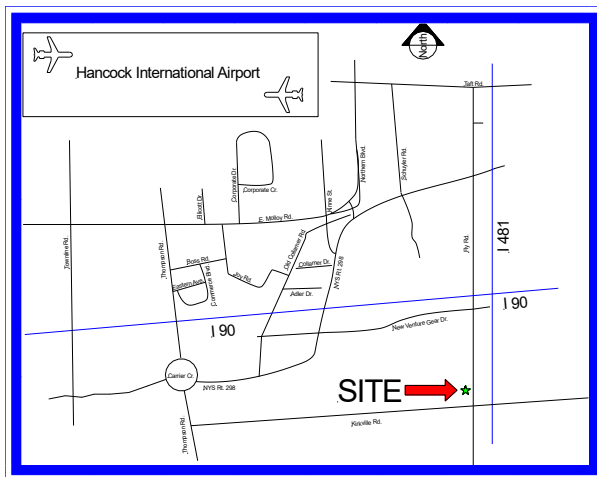 North
Hancock International Airport
Taft Rd.
Corporate Dr.
Corporate Cr.
Ellicott Dr.
Kinne St.
Northern Blvd.
Schuyler Rd.
E. Molloy Rd.
Townline Rd.
Thompson Rd.
Boss Rd.
Eastern Ave.
Commerce Blvd
Joy Rd.
Old Collamer Rd
Collamer Dr.
Adler Dr.
NYS Rt. 298
Fly Rd.
I 481
I 90
I 90
New Venture Gear Dr.
Carrier Cr.
NYS Rt. 298
SITE
Thompson Rd.
Kirkville Rd.